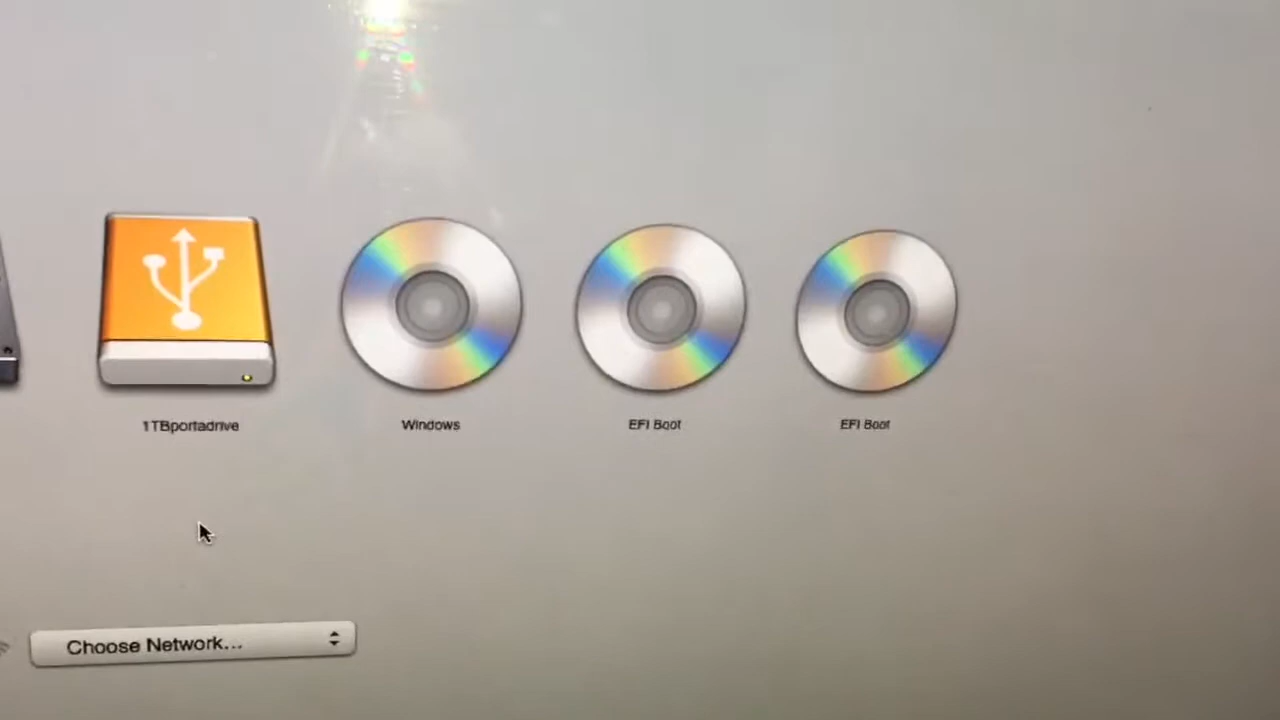 1TBportadrive
Windows
EFI Boot
EFI Boot
Choose Network...